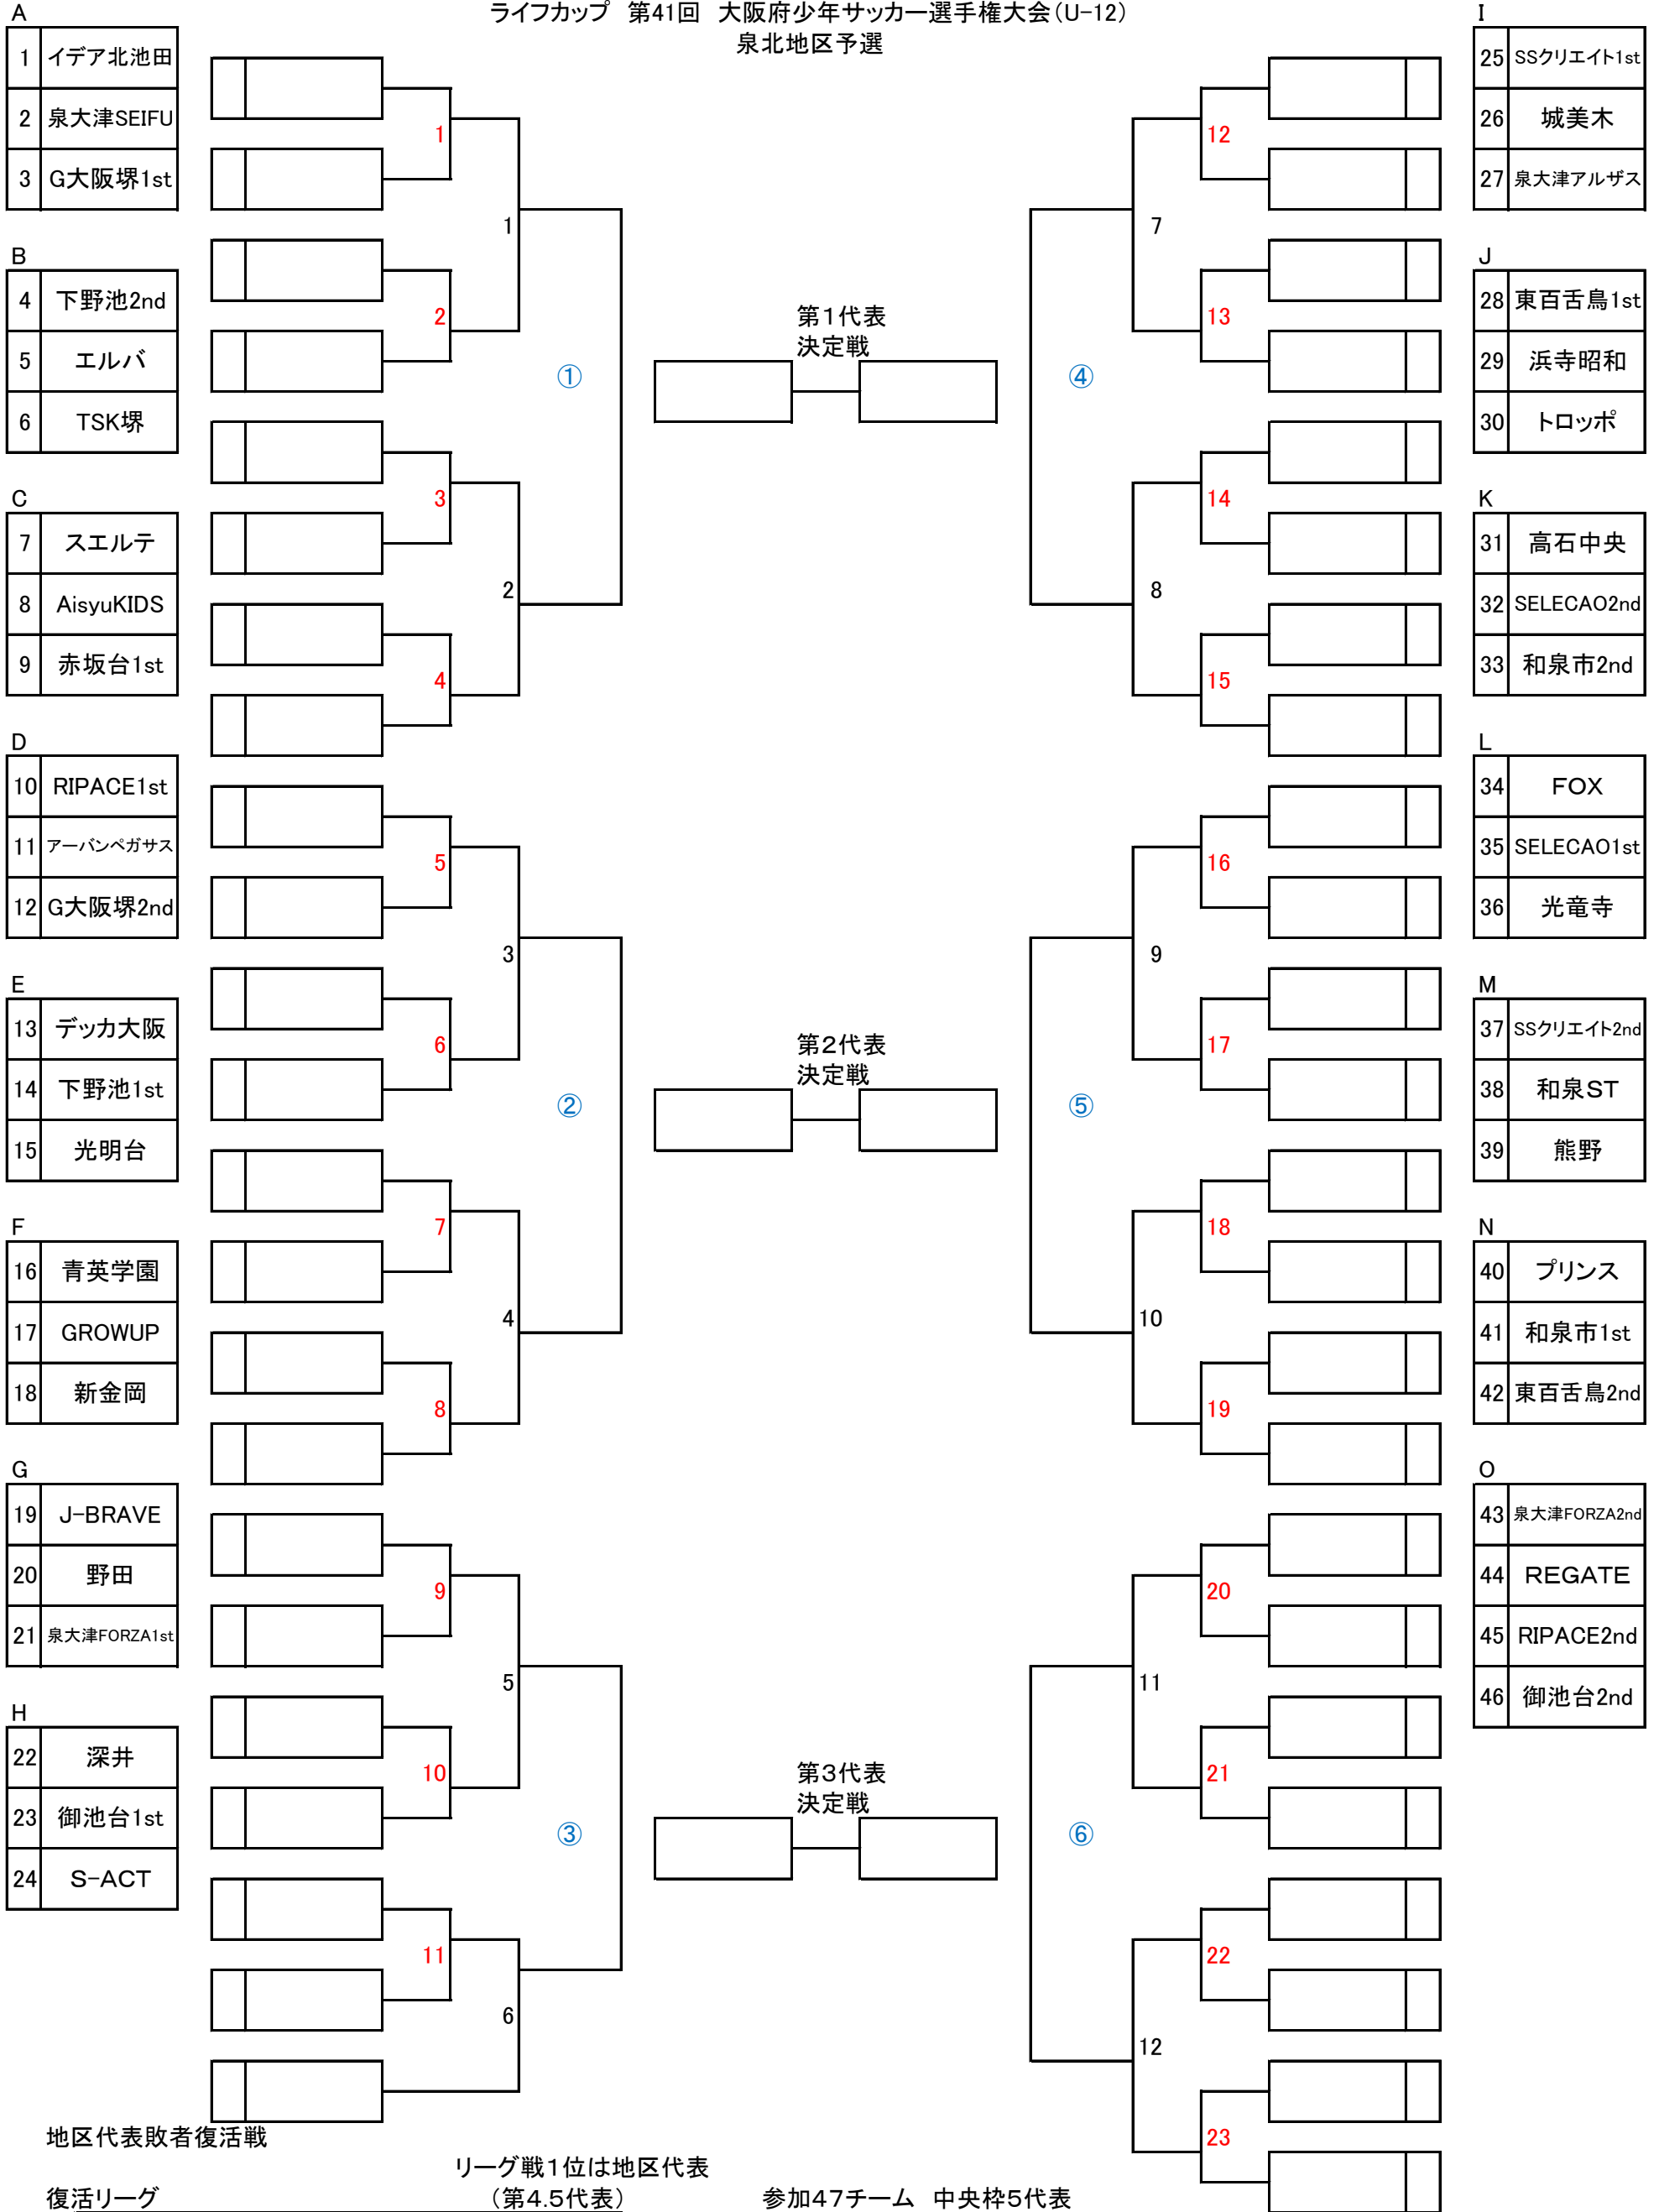 ライフカップ 第41回 大阪府少年サッカー選手権大会(U-12)
泉北地区予選
A
1 イデア北池田
2 泉大津SEIFU
3 G大阪堺1st
B
4 下野池2nd
5 エルバ
6 TSK堺
C
7 スエルテ
8 AisyuKIDS
9 赤坂台1st
D
10 RIPACE1st
11 アーバンペガサス
12 G大阪堺2nd
E
13 デッカ大阪
14 下野池1st
15 光明台
F
16 青英学園
17 GROWUP
18 新金岡
G
19 J-BRAVE
20 野田
21 泉大津FORZA1st
H
22 深井
23 御池台1st
24 S-ACT
1
2
3
4
5
6
7
8
9
10
11
1
2
3
4
5
6
①
②
③
第1代表
決定戦
第2代表
決定戦
第3代表
決定戦
④
⑤
⑥
7
8
9
10
11
12
12
13
14
15
16
17
18
19
20
21
22
23
I
25 SSクリエイト1st
26 城美木
27 泉大津アルザス
J
28 東百舌鳥1st
29 浜寺昭和
30 トロッポ
K
31 高石中央
32 SELECAO2nd
33 和泉市2nd
L
34 FOX
35 SELECAO1st
36 光竜寺
M
37 SSクリエイト2nd
38 和泉ST
39 熊野
N
40 プリンス
41 和泉市1st
42 東百舌鳥2nd
O
43 泉大津FORZA2nd
44 REGATE
45 RIPACE2nd
46 御池台2nd
地区代表敗者復活戦
リーグ戦1位は地区代表
復活リーグ (第4.5代表) 参加47チーム 中央枠5代表